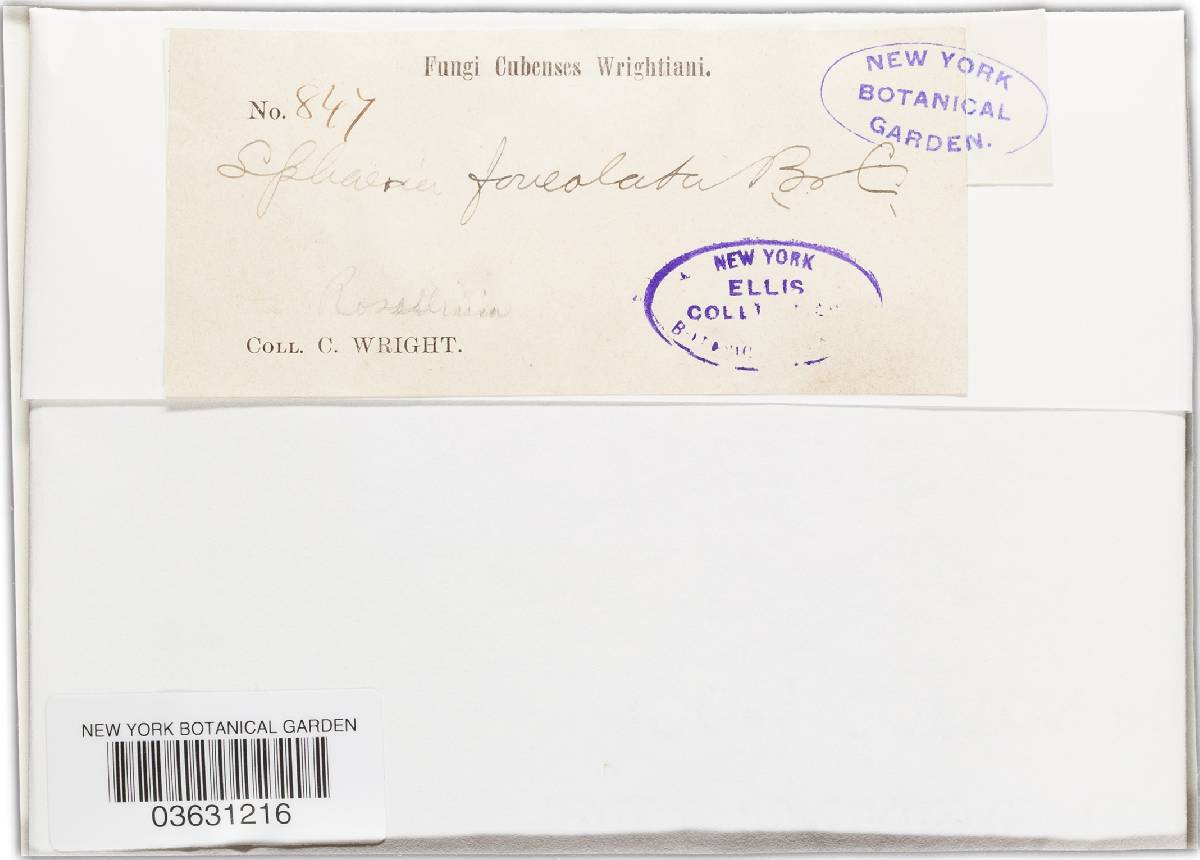 Fungi Cubenses Wrightiani.
No. 847
Sphaeria foveolata B & C
Rosellinia
COLL. C. WRIGHT.
NEW YORK
BOTANICAL
GARDEN.
NEW YORK
ELLIS
NEW YORK BOTANICAL GARDEN
03631216